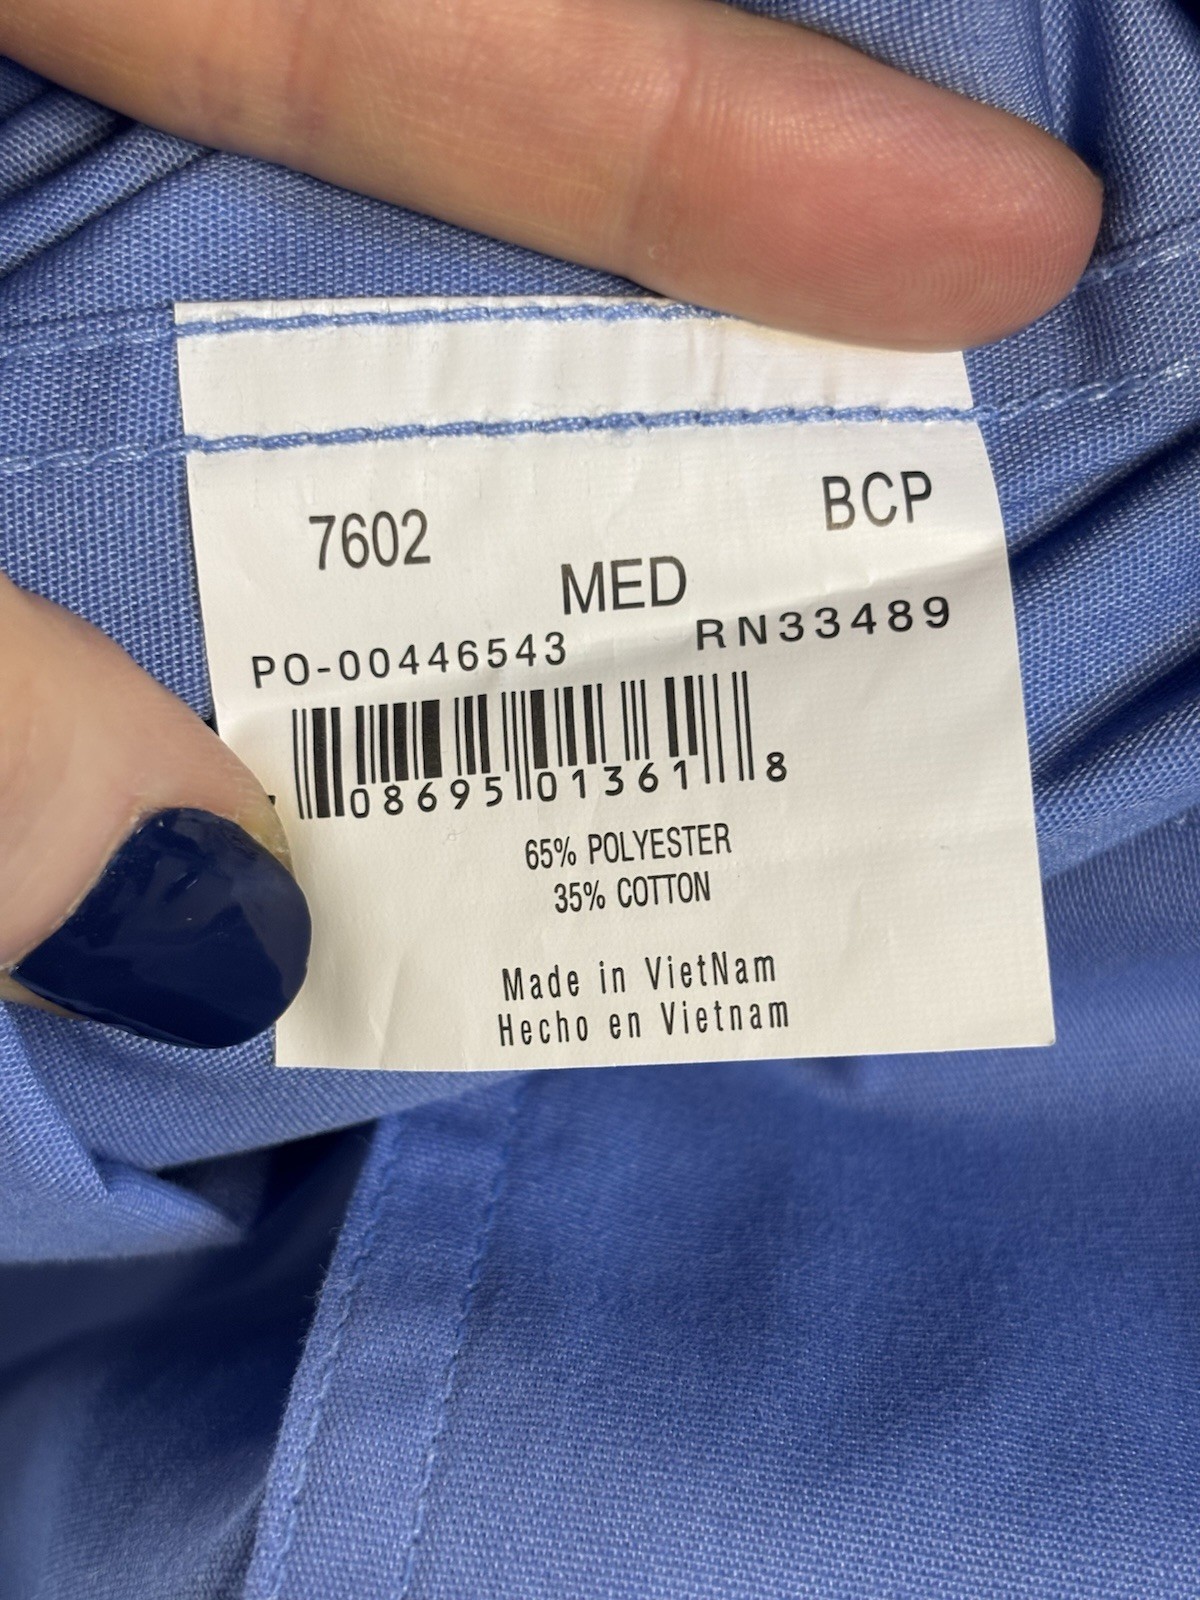 7602 BCP
MED
PO-00446543 RN33489
08695 01361 8
65% POLYESTER
35% COTTON
Made in VietNam
Hecho en Vietnam